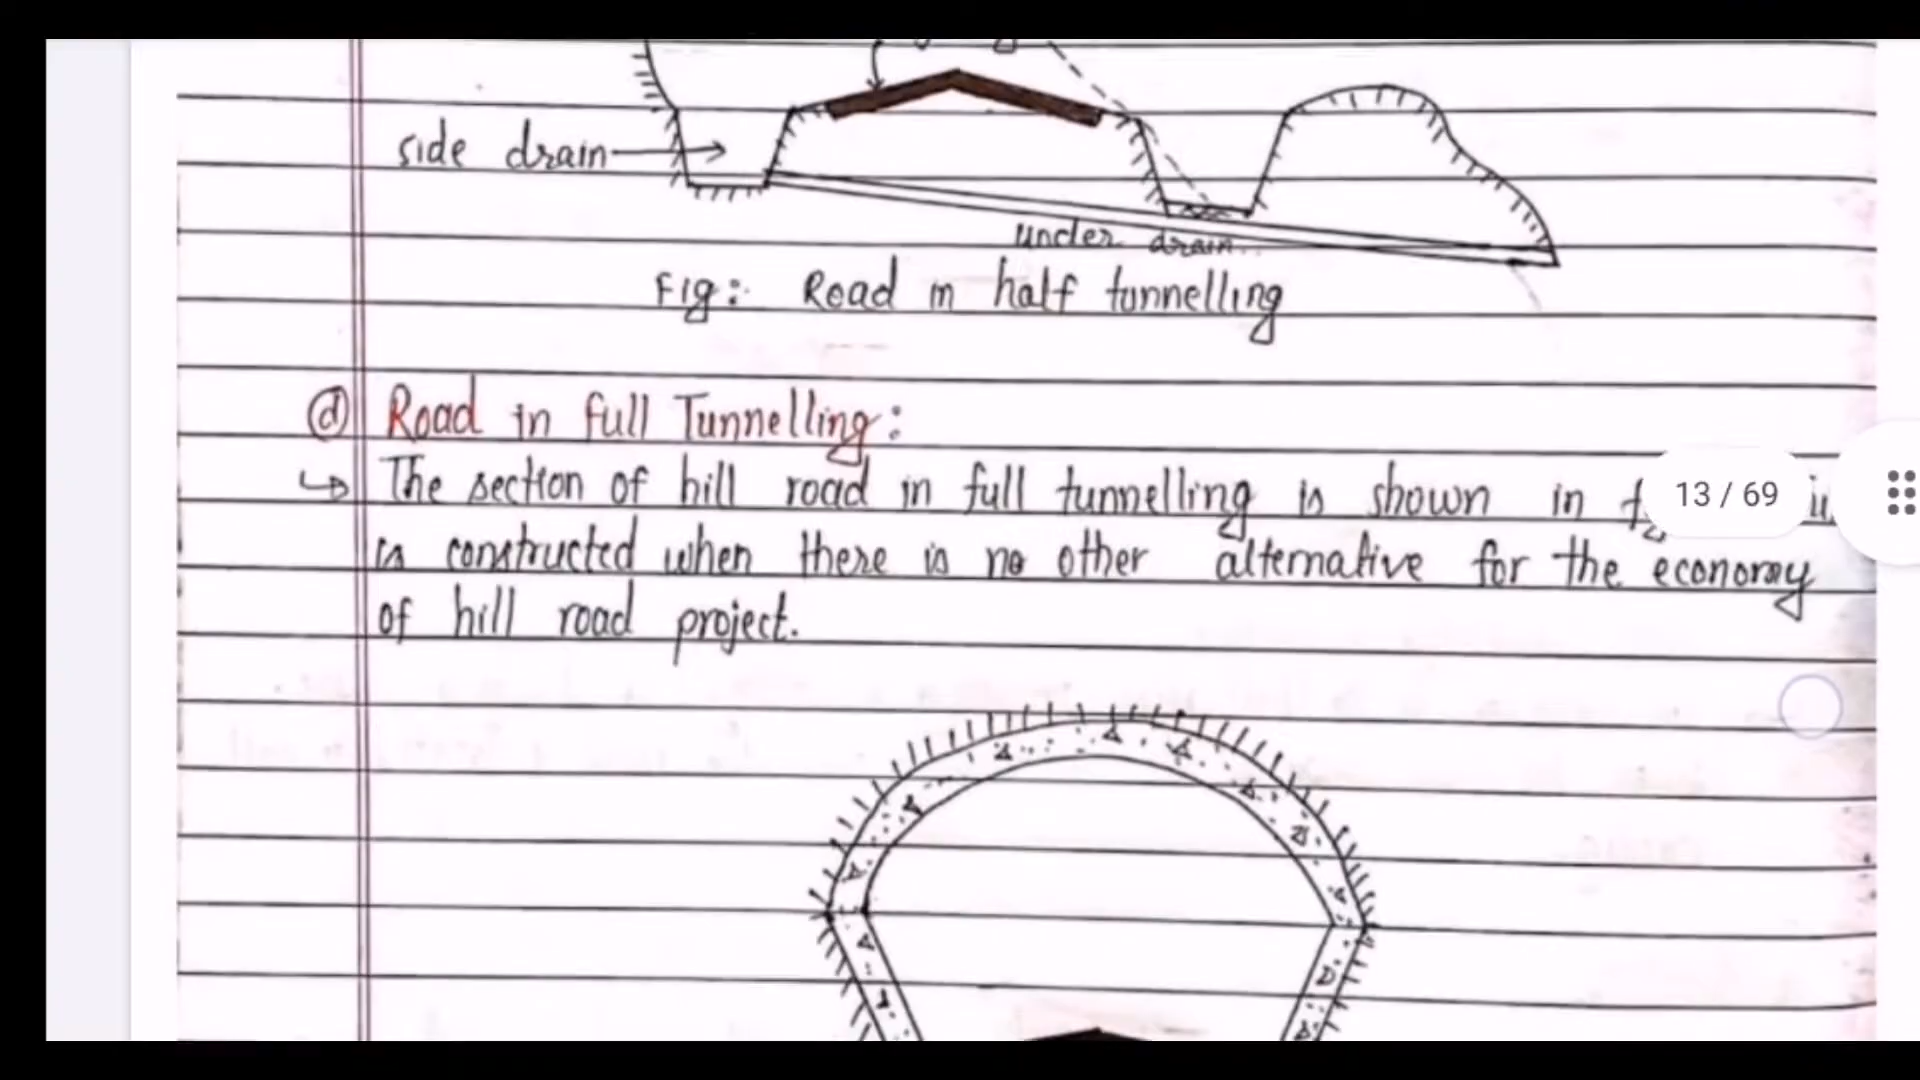 side drain
under drain
Fig: Road in half tunnelling
(d) Road in full Tunnelling:
↳ The section of hill road in full tunnelling is shown in
13 / 69
is constructed when there is no other alternative for the economy
of hill road project.